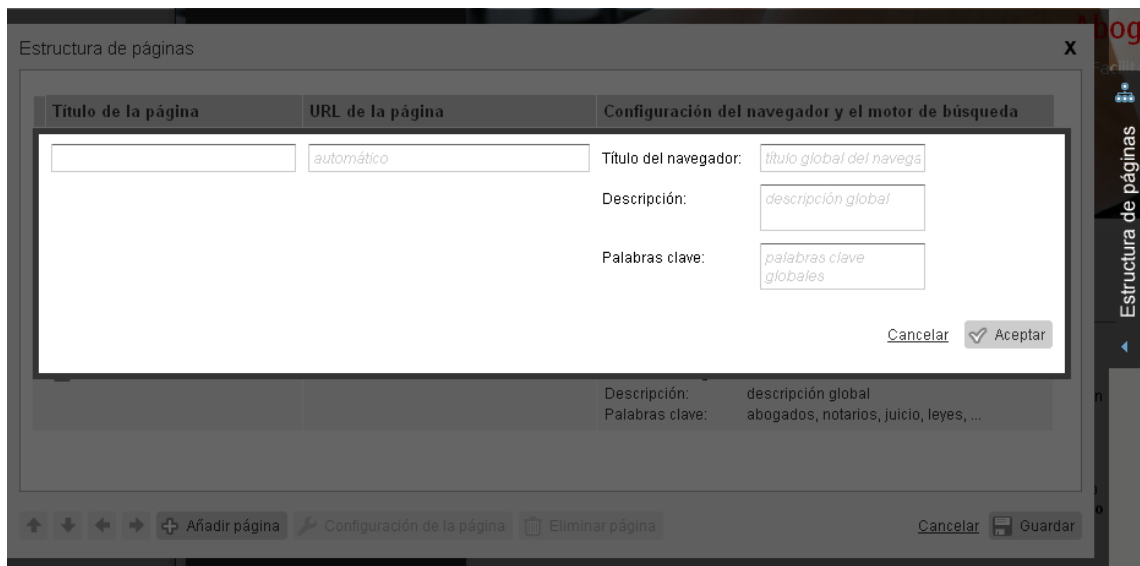 Abog
Estructura de páginas
X
Facilit
Título de la página URL de la página Configuración del navegador y el motor de búsqueda
automático Título del navegador: título global del navega
Descripción: descripción global
Palabras clave: palabras clave
globales
Cancelar Aceptar
Descripción: descripción global
Palabras clave: abogados, notarios, juicio, leyes, ...
Añadir página Configuración de la página Eliminar página Cancelar Guardar
Estructura de páginas